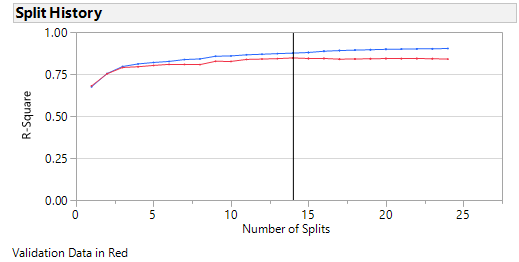 Split History
1.00
0.75
0.50
0.25
0.00
R-Square
0 5 10 15 20 25
Number of Splits
Validation Data in Red